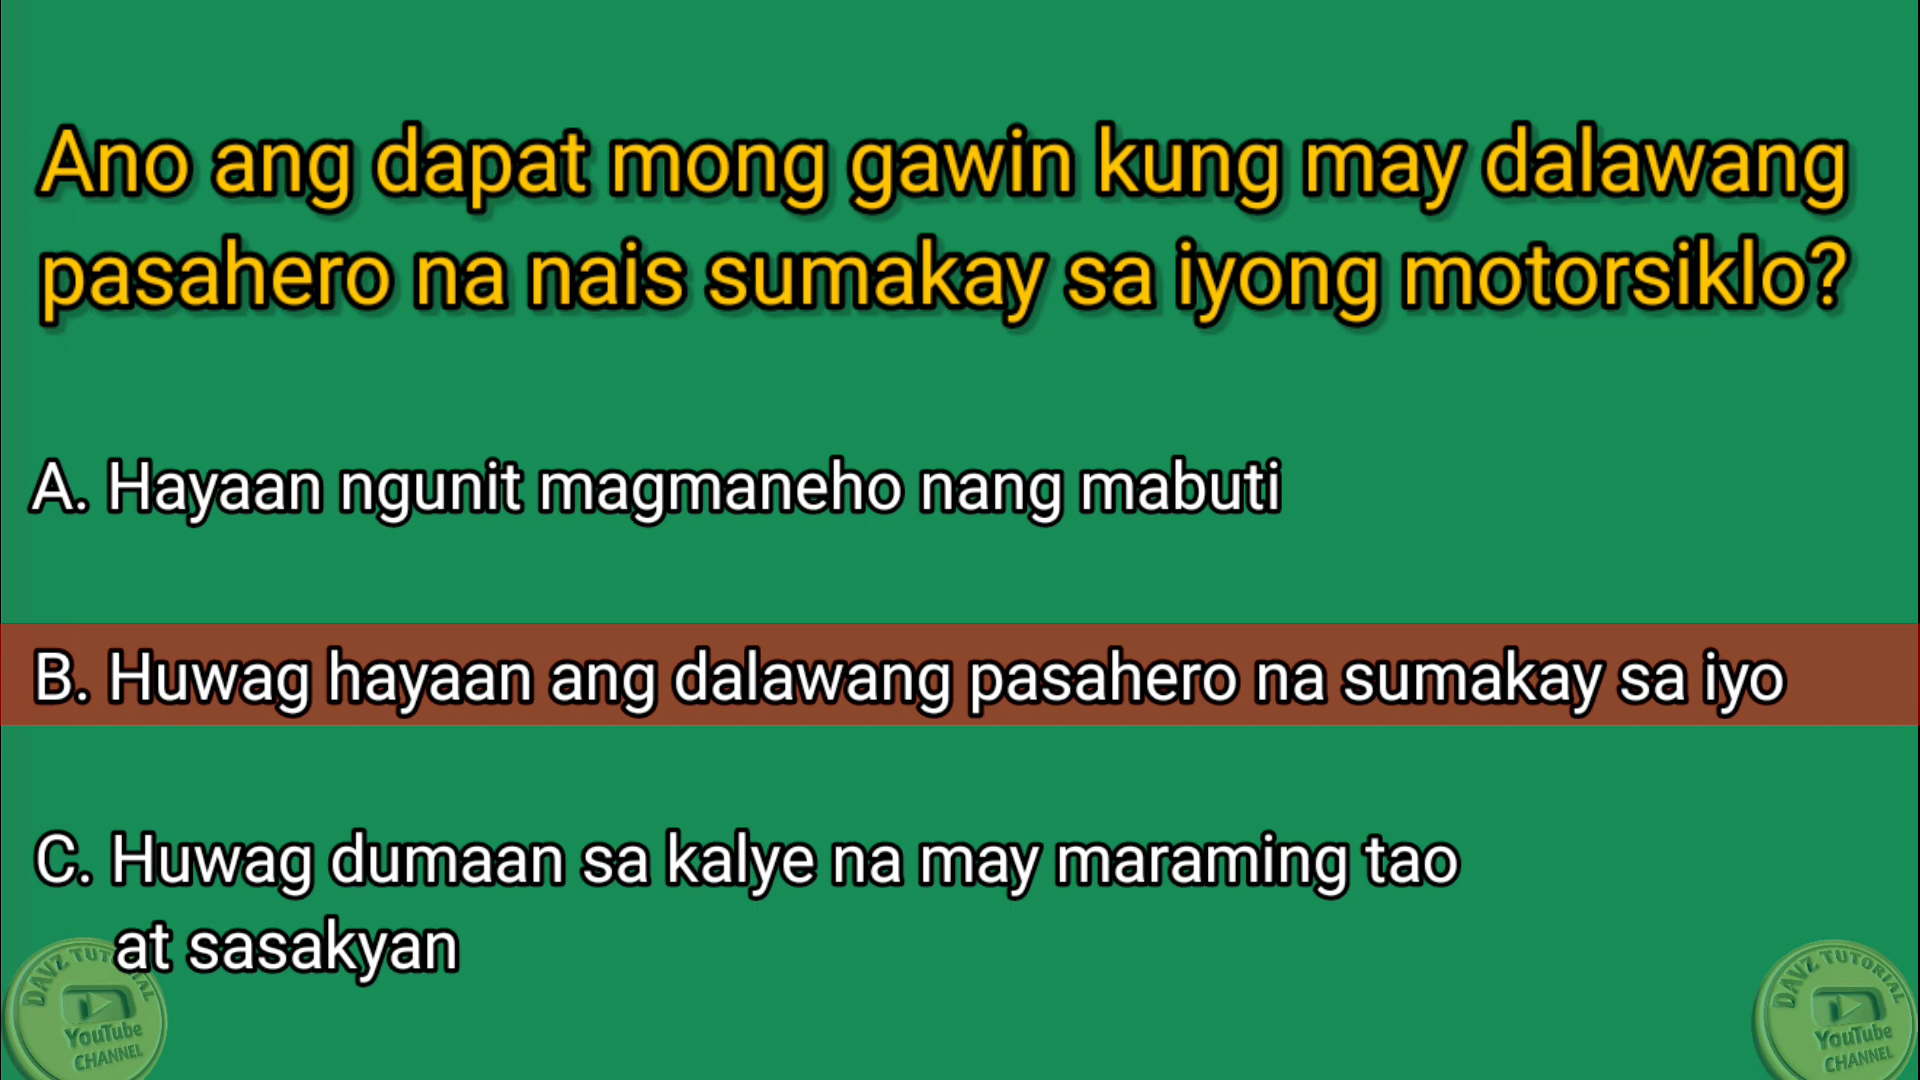 Ano ang dapat mong gawin kung may dalawang
pasahero na nais sumakay sa iyong motorsiklo?
A. Hayaan ngunit magmaneho nang mabuti
B. Huwag hayaan ang dalawang pasahero na sumakay sa iyo
C. Huwag dumaan sa kalye na may maraming tao
at sasakyan
DAVZ TUTORIAL
YouTube
CHANNEL
DAVZ TUTORIAL
YouTube
CHANNEL